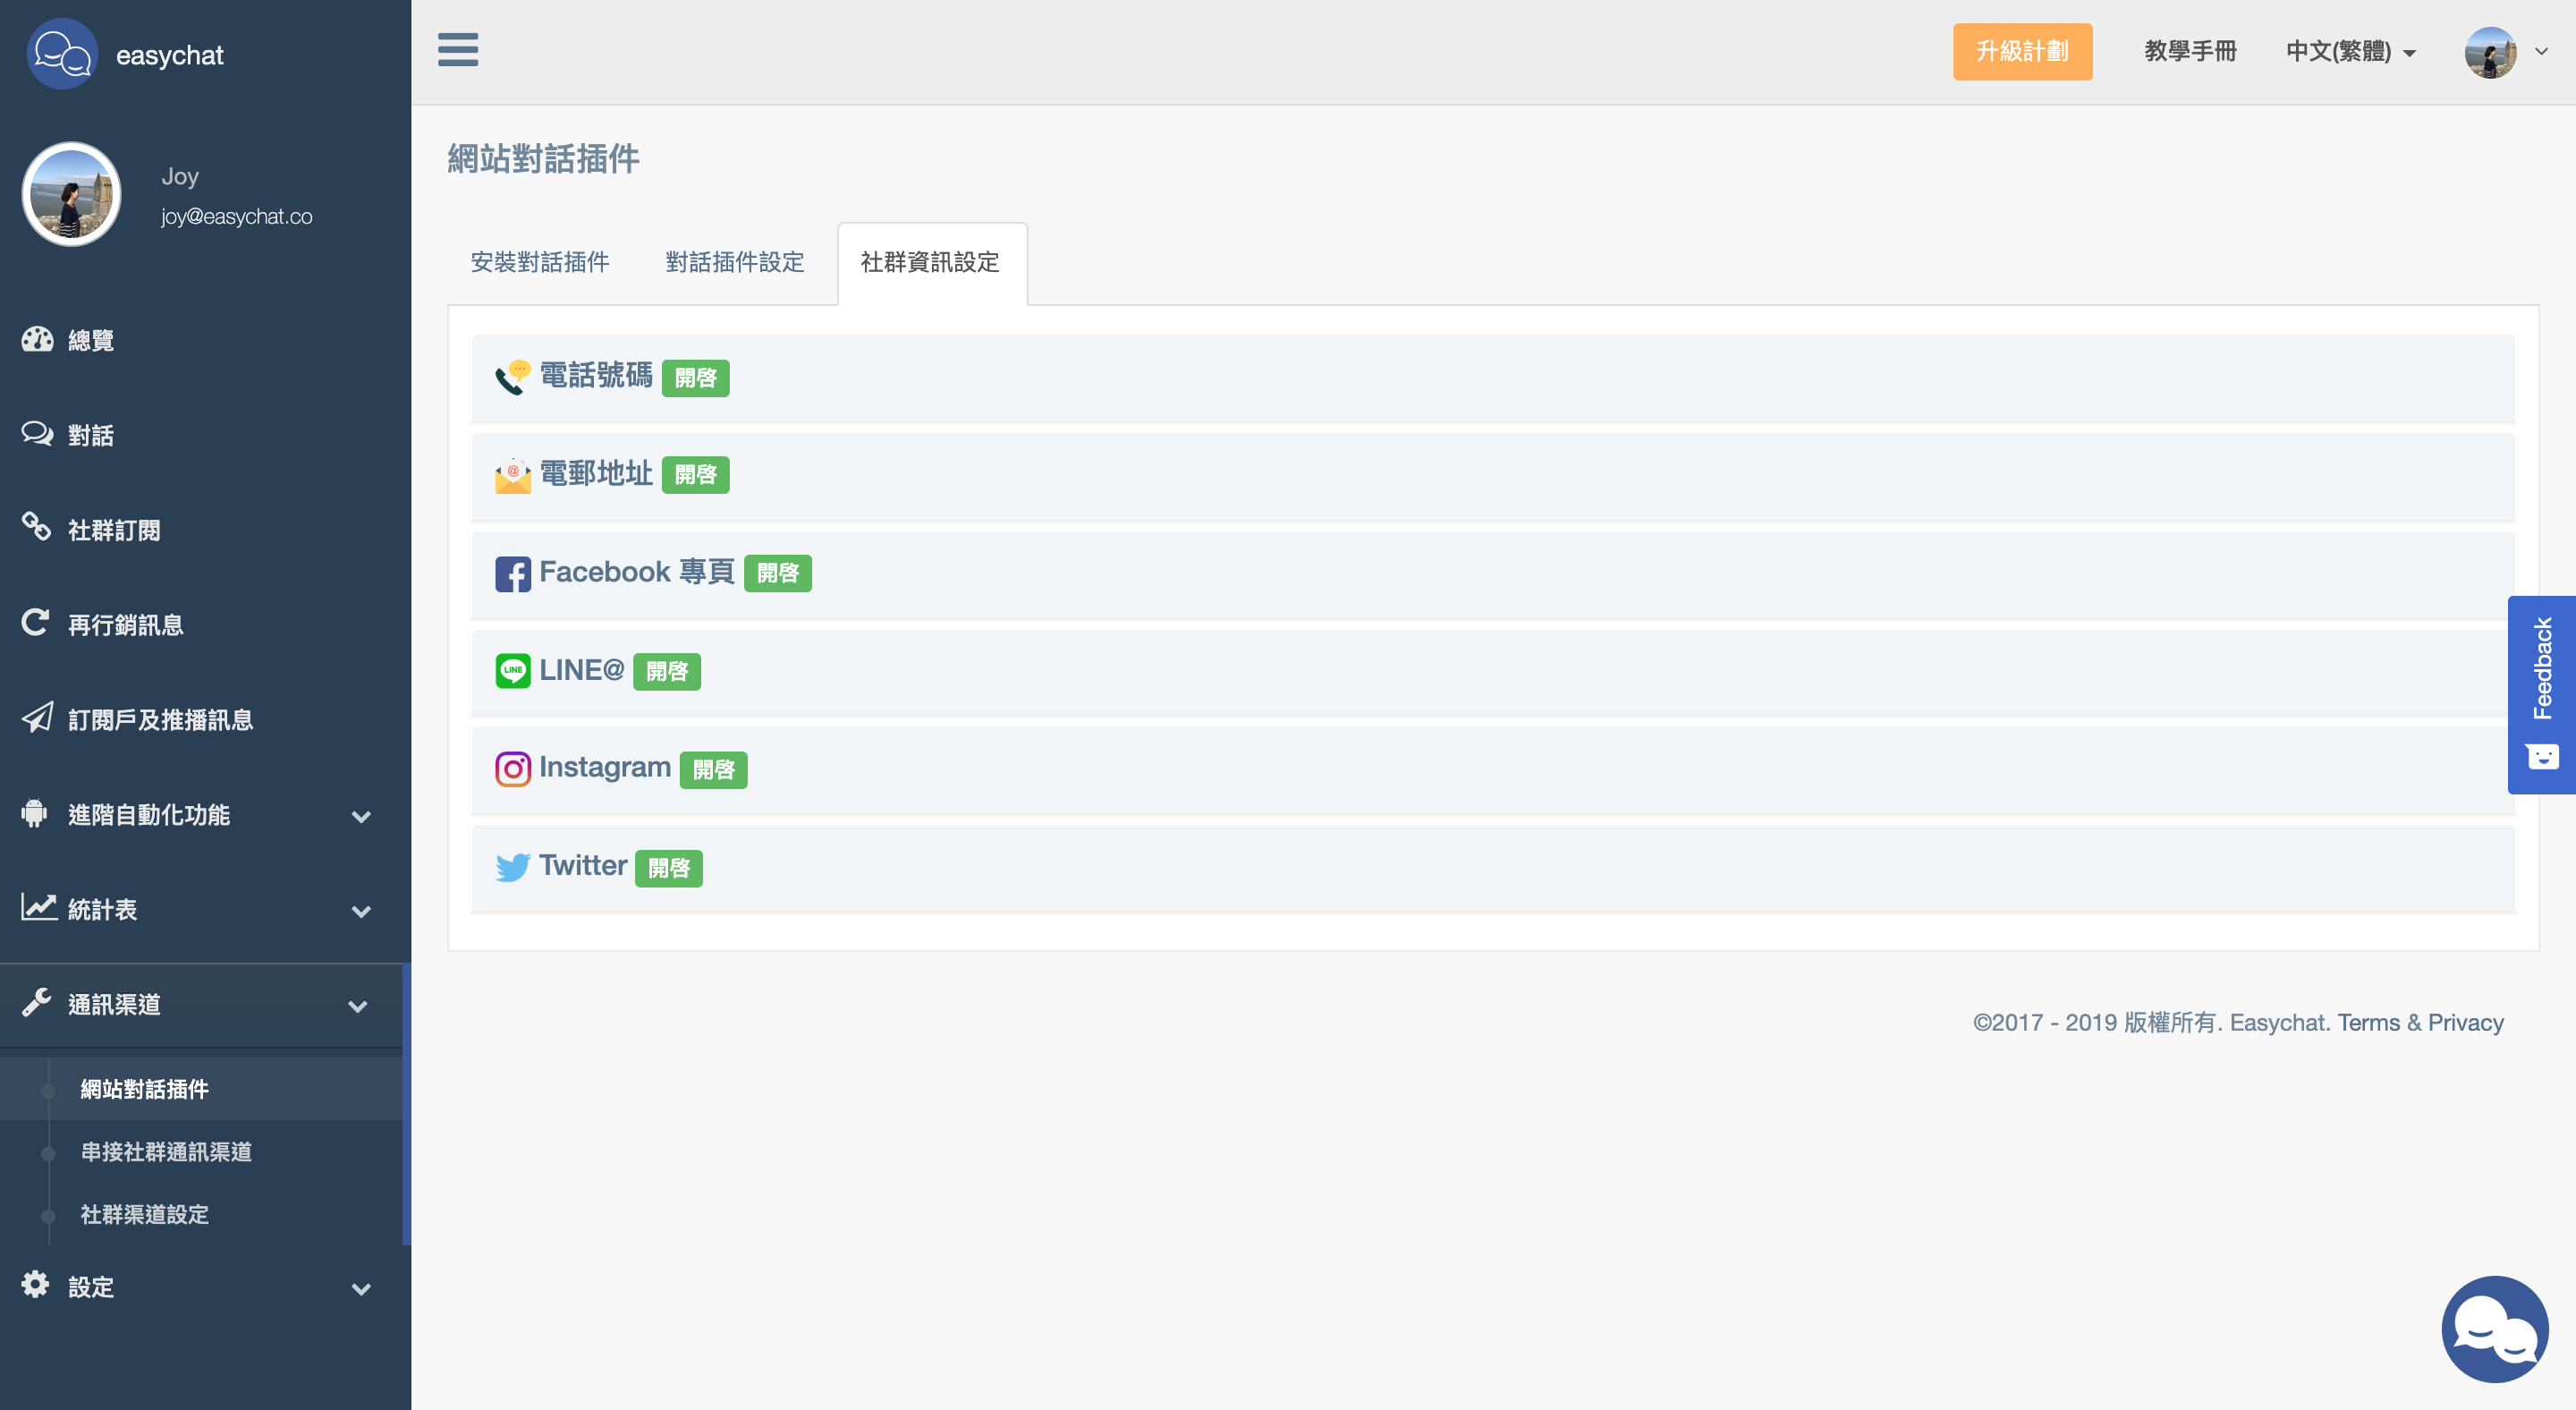 easychat
Joy
joy@easychat.co
總覽
對話
社群訂閱
再行銷訊息
訂閱戶及推播訊息
進階自動化功能
統計表
通訊渠道
網站對話插件
串接社群通訊渠道
社群渠道設定
設定
升級計劃
教學手冊
中文(繁體)
網站對話插件
安裝對話插件
對話插件設定
社群資訊設定
電話號碼 開啓
電郵地址 開啓
Facebook 專頁 開啓
LINE@ 開啓
Instagram 開啓
Twitter 開啓
©2017 - 2019 版權所有. Easychat. Terms & Privacy
Feedback
LINE